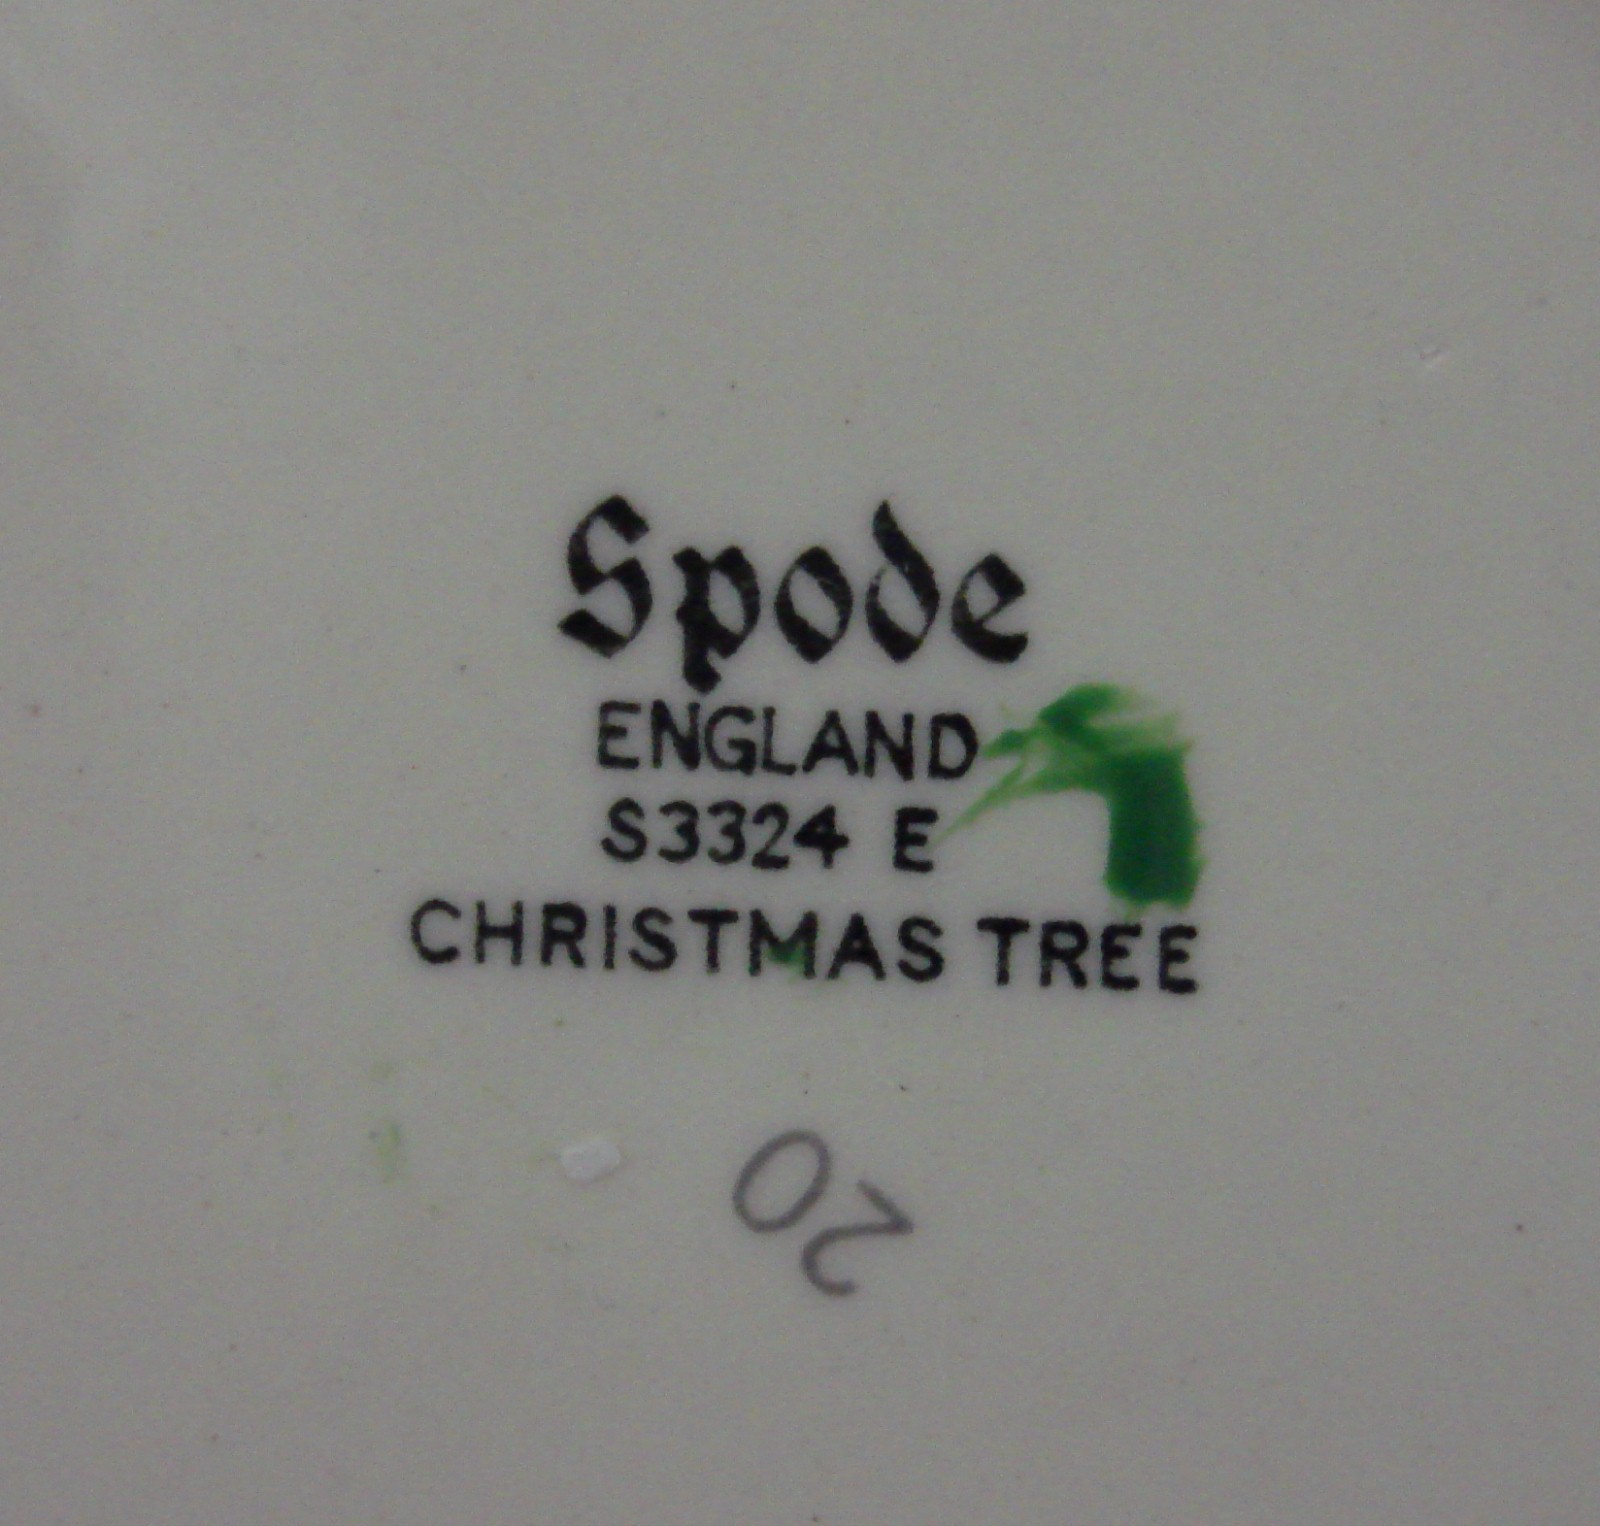 Spode
ENGLAND
S3324 E
CHRISTMAS TREE
20